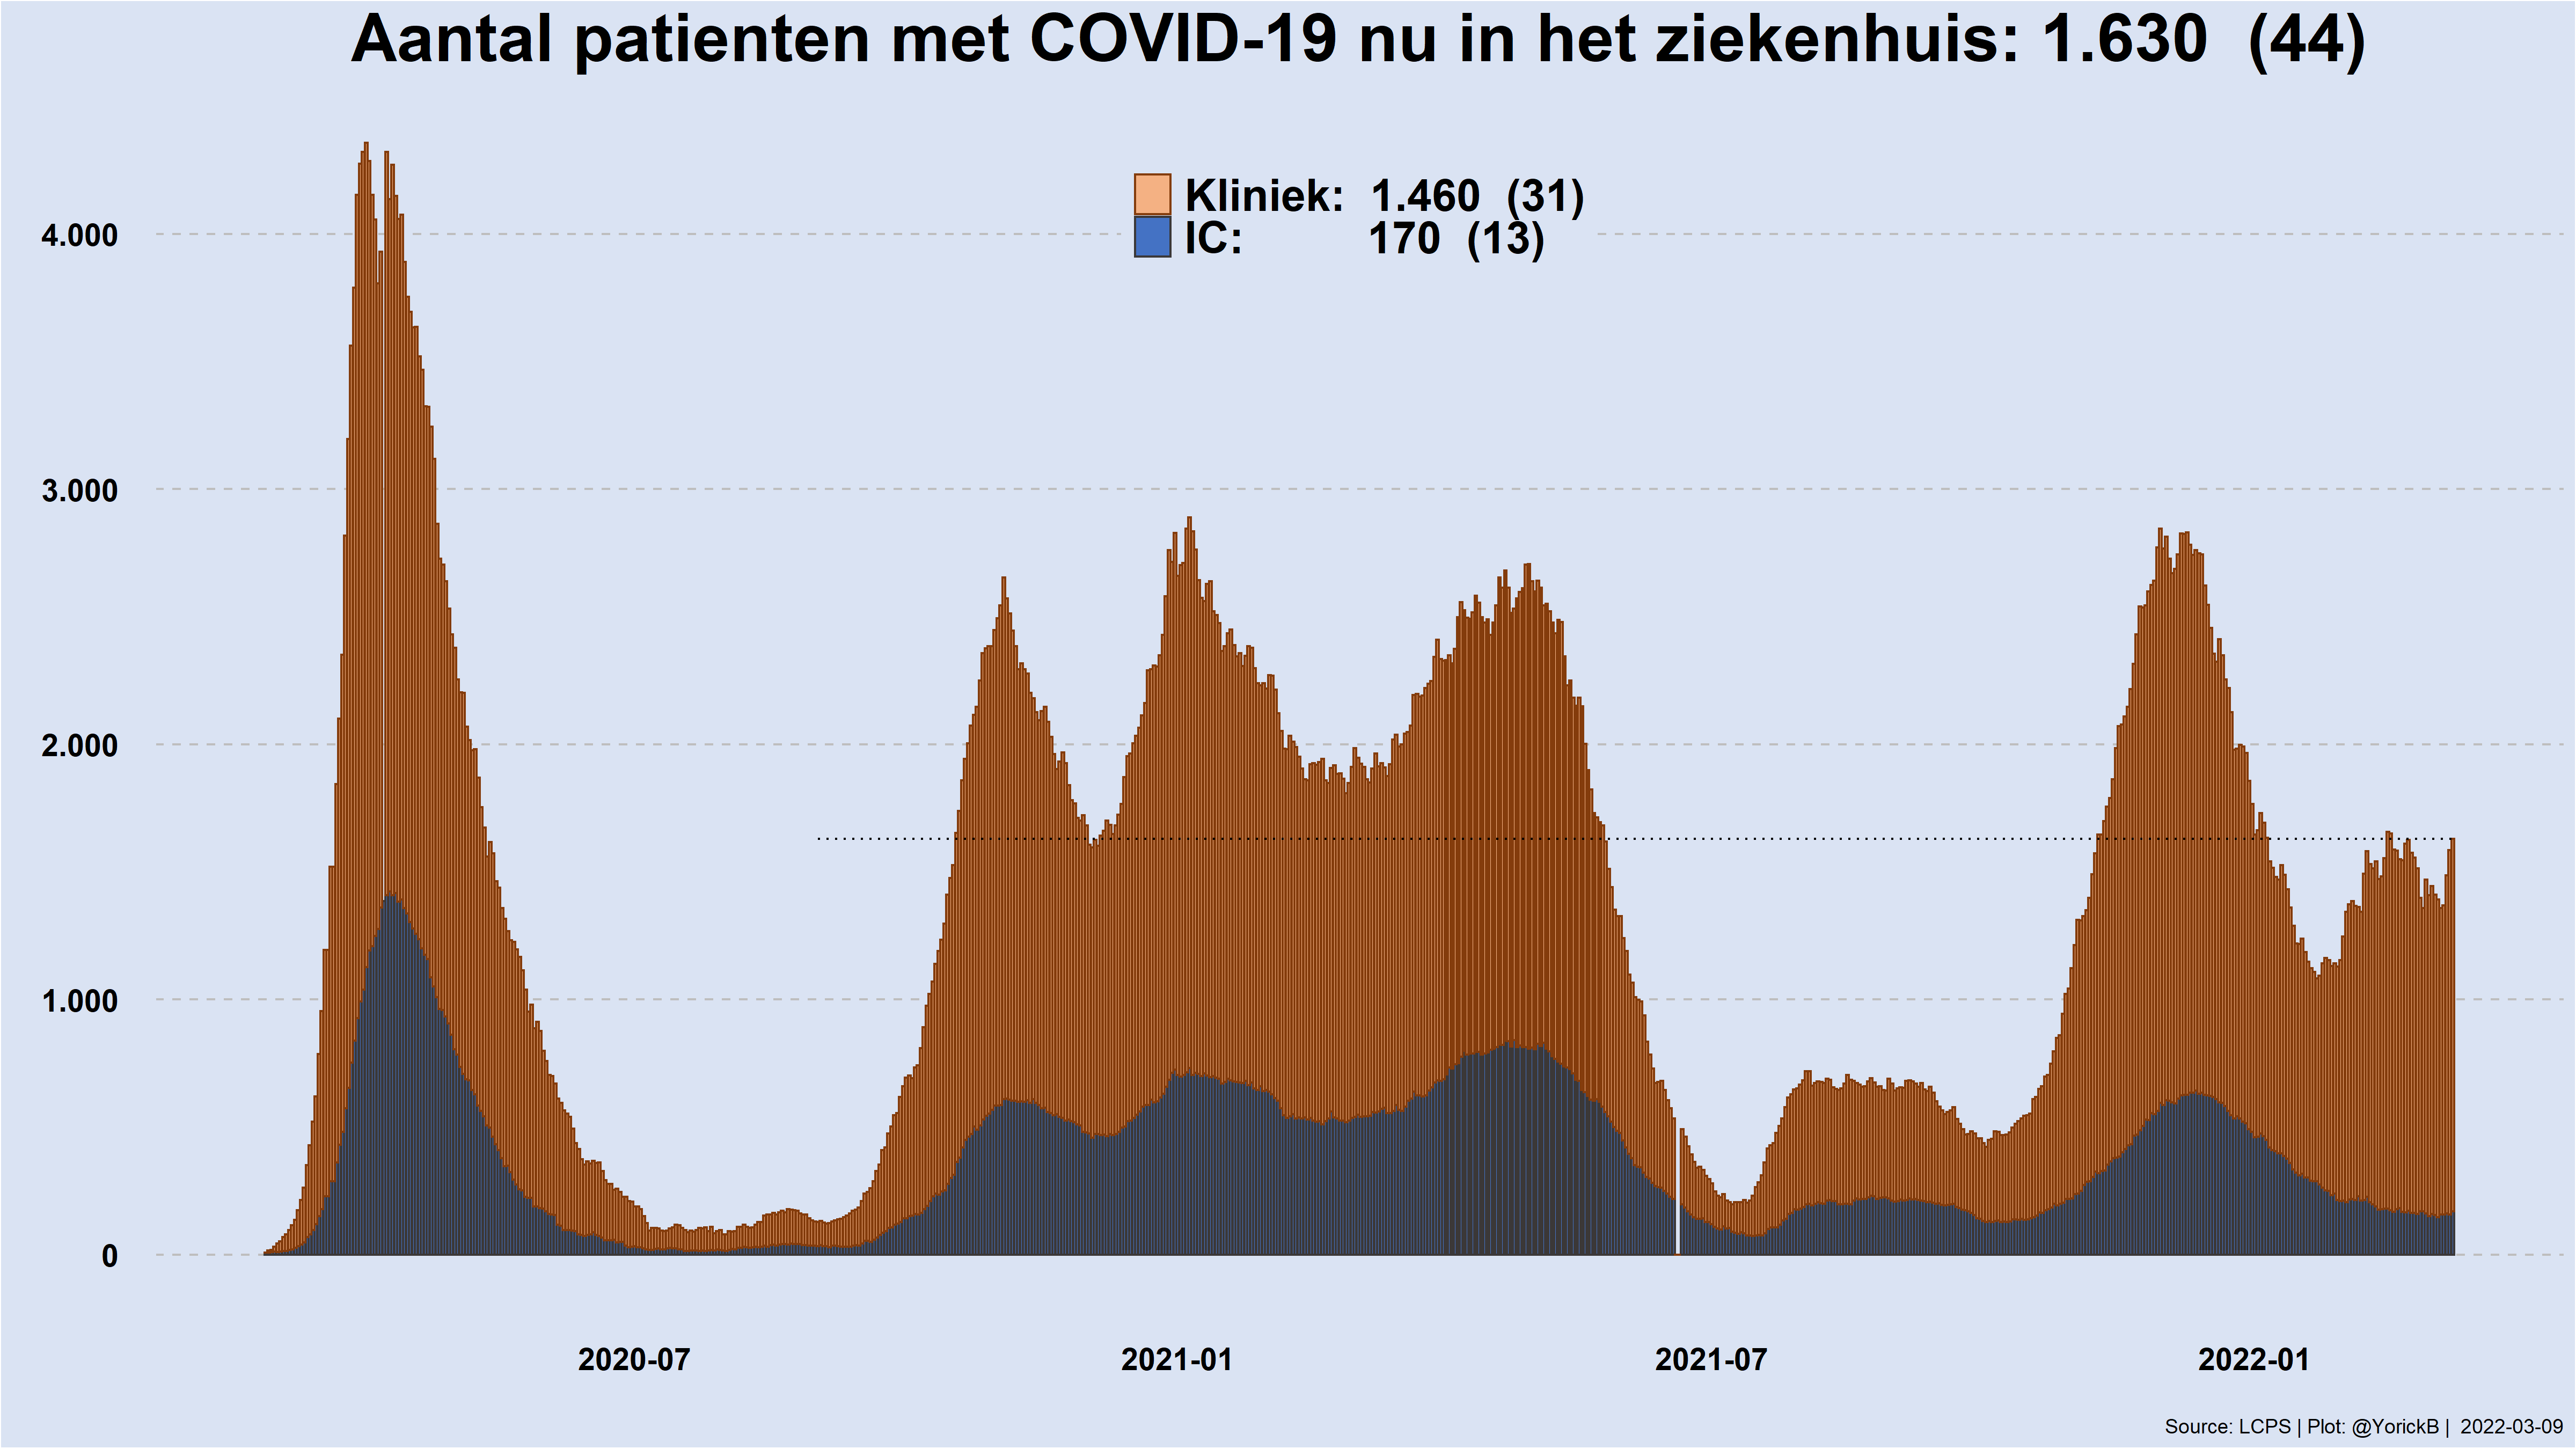 Aantal patienten met COVID-19 nu in het ziekenhuis: 1.630 (44)
Kliniek: 1.460 (31)
IC: 170 (13)
4.000
3.000
2.000
1.000
0
2020-07 2021-01 2021-07 2022-01
Source: LCPS | Plot: @YorickB | 2022-03-09